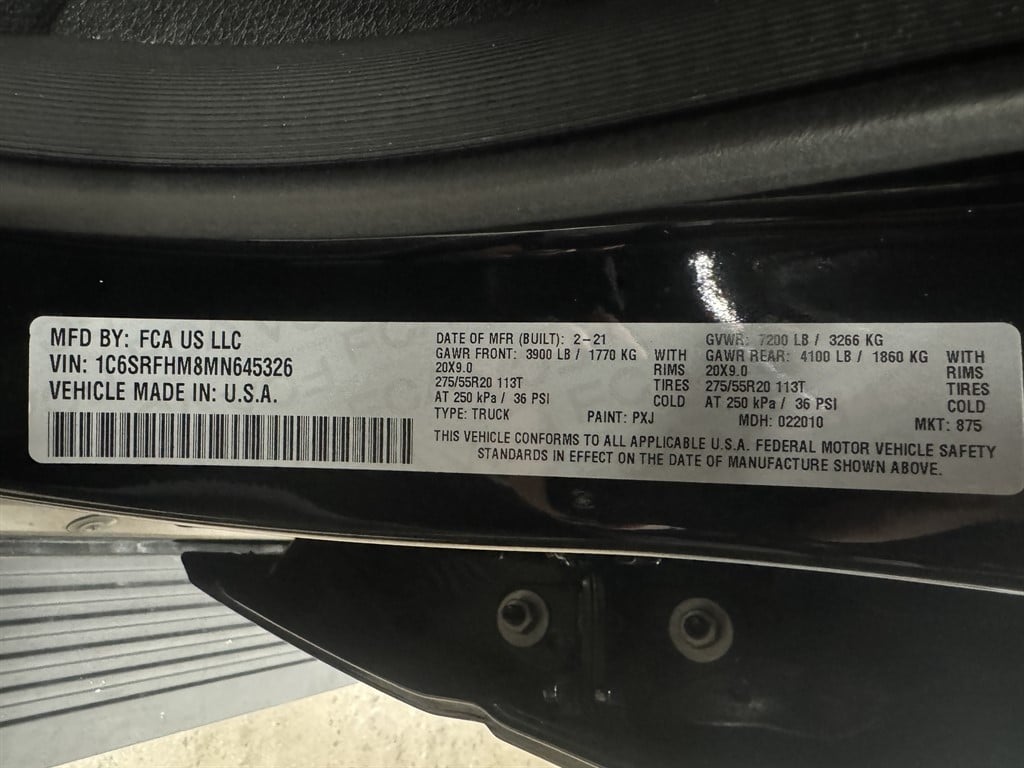 MFD BY: FCA US LLC
VIN: 1C6SRFHM8MN645326
VEHICLE MADE IN: U.S.A.
DATE OF MFR (BUILT): 2-21 GVWR: 7200 LB / 3266 KG
GAWR FRONT: 3900 LB / 1770 KG WITH GAWR REAR: 4100 LB / 1860 KG WITH
20X9.0 RIMS 20X9.0 RIMS
275/55R20 113T TIRES 275/55R20 113T TIRES
AT 250 kPa / 36 PSI COLD AT 250 kPa / 36 PSI COLD
TYPE: TRUCK PAINT: PXJ MDH: 022010 MKT: 875
THIS VEHICLE CONFORMS TO ALL APPLICABLE U.S.A. FEDERAL MOTOR VEHICLE SAFETY
STANDARDS IN EFFECT ON THE DATE OF MANUFACTURE SHOWN ABOVE.